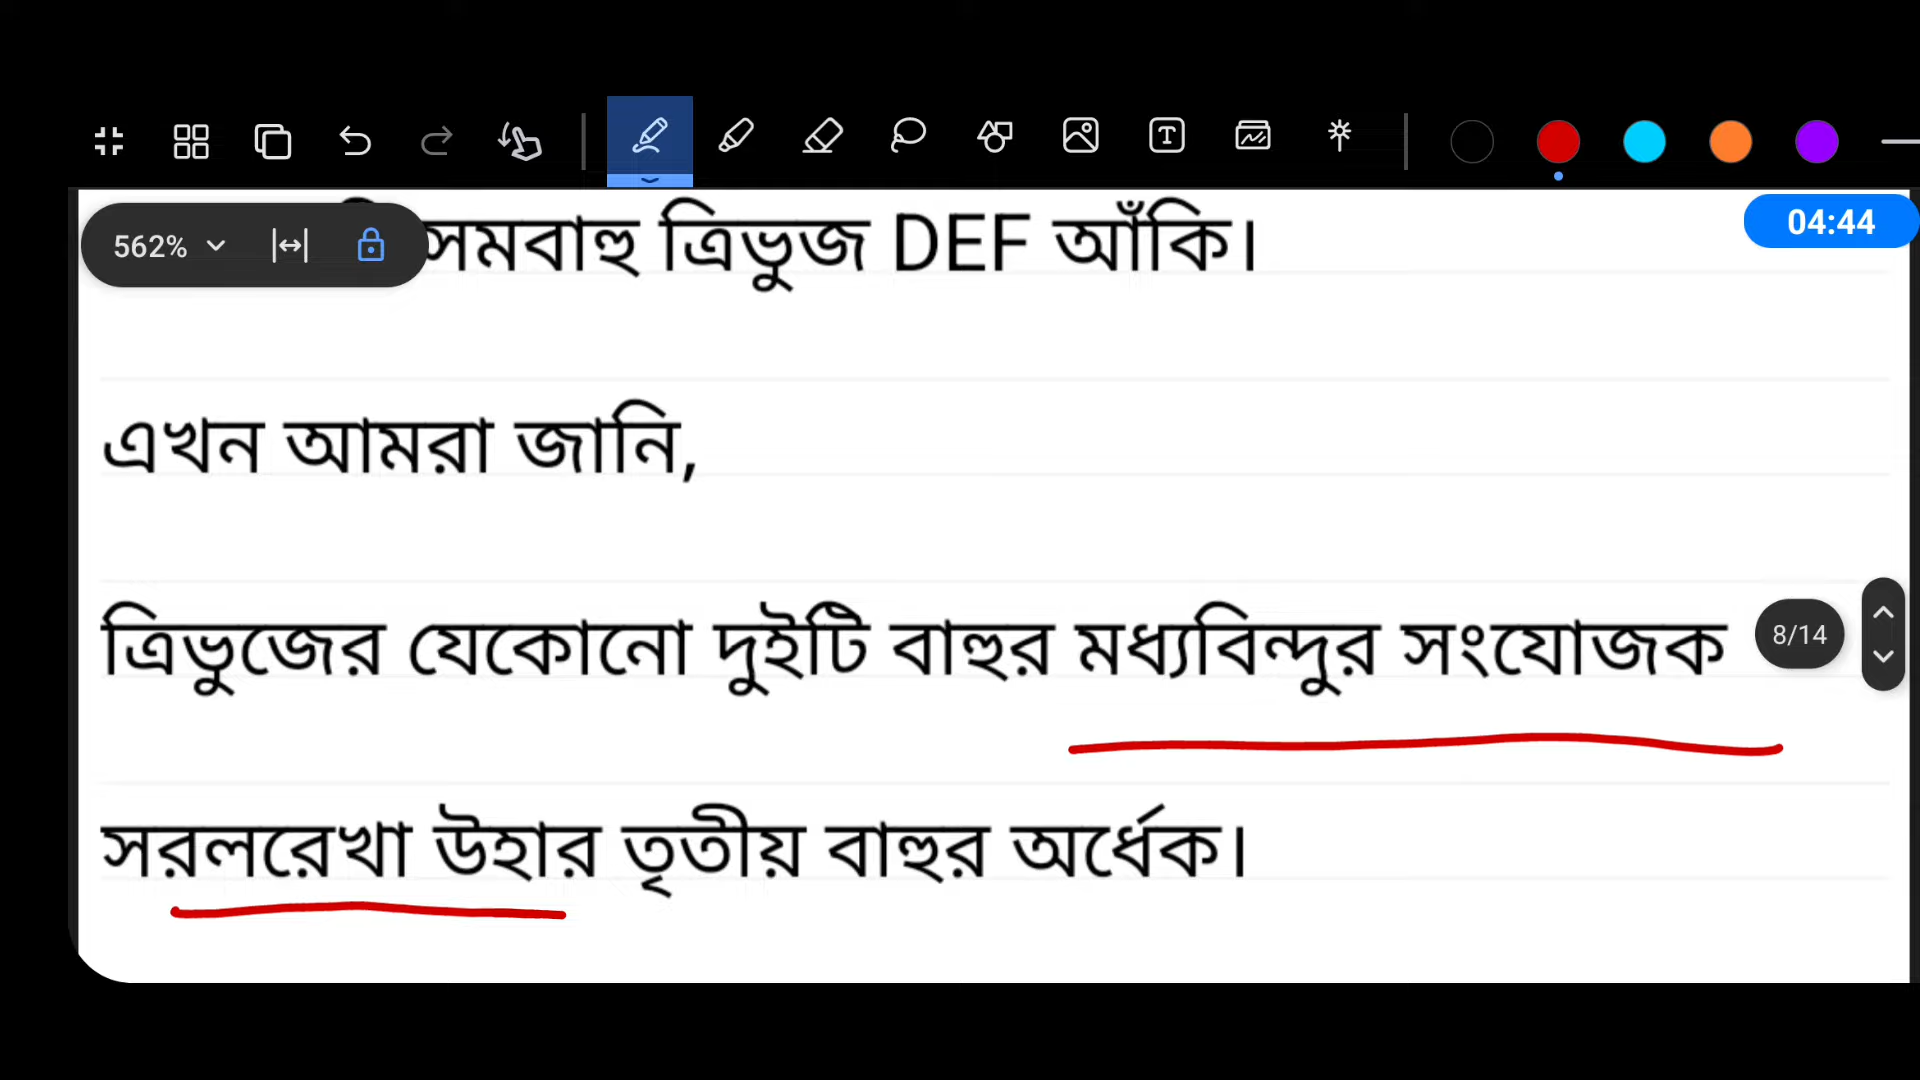 562%
সমবাহু ত্রিভুজ DEF আঁকি।
04:44
এখন আমরা জানি,
ত্রিভুজের যেকোনো দুইটি বাহুর মধ্যবিন্দুর সংযোজক
8/14
সরলরেখা উহার তৃতীয় বাহুর অর্ধেক।